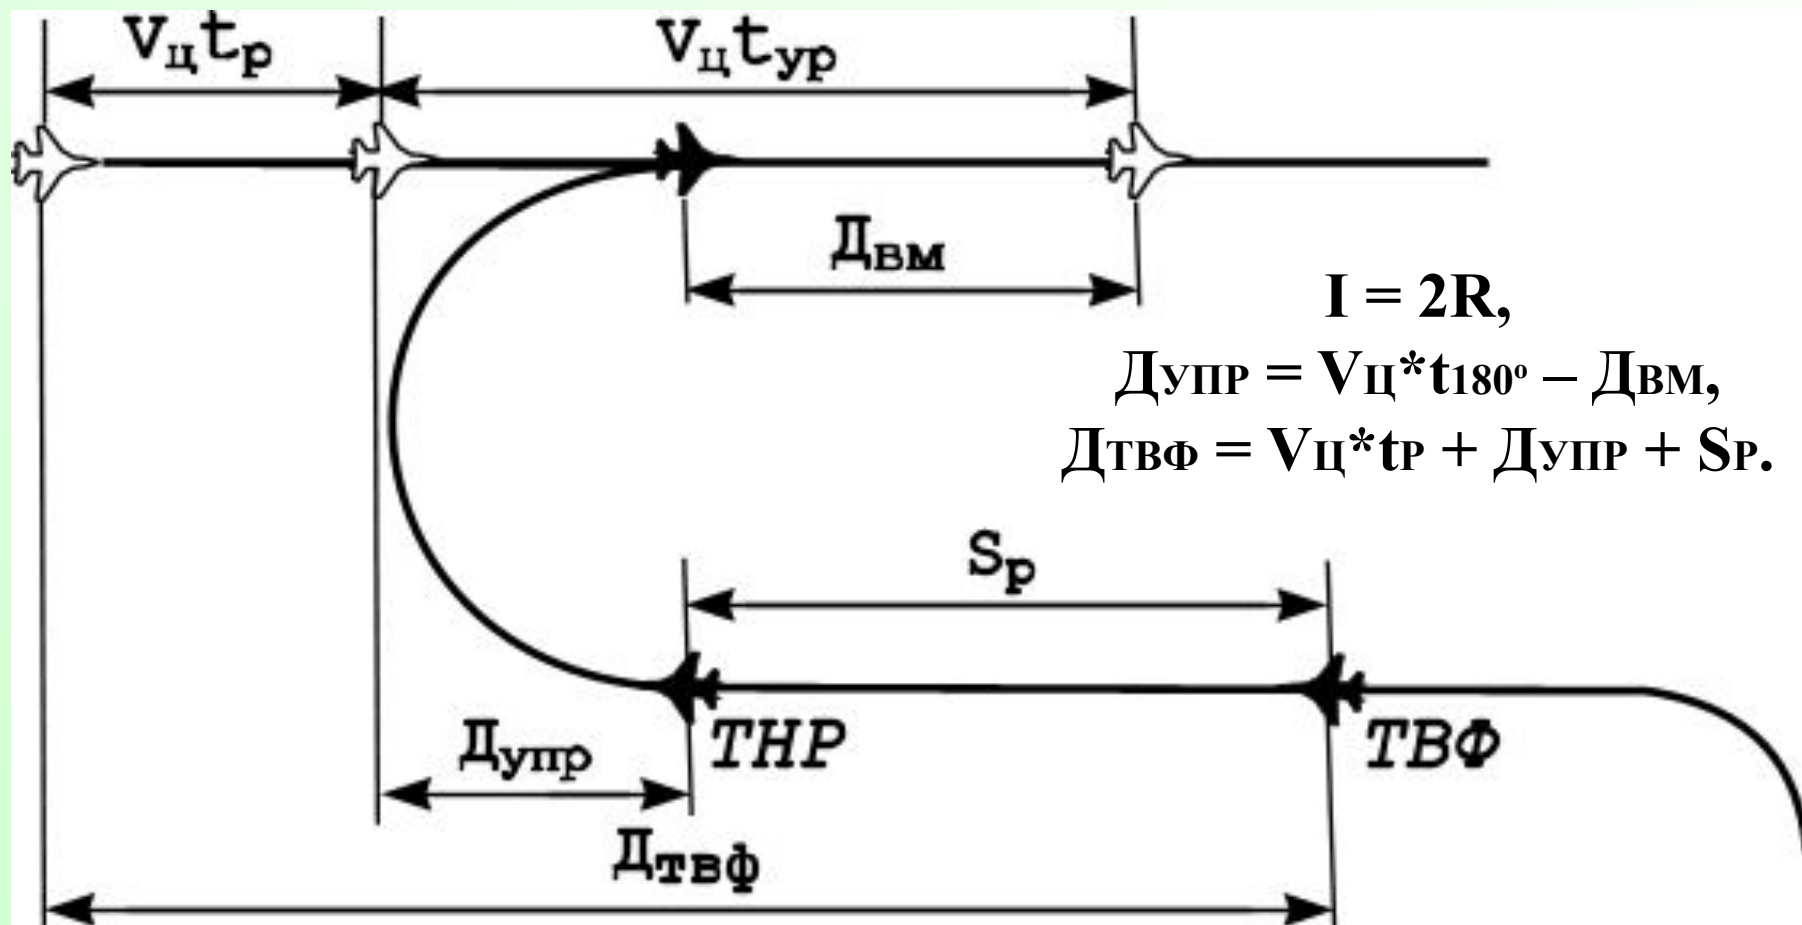 Vцtр
Vцtур
Двм
I = 2R,
ДУПР = VЦ*t180º – ДВМ,
ДТВФ = VЦ*tР + ДУПР + SР.
Sр
ТНР
ТВФ
Дупр
Дтвф